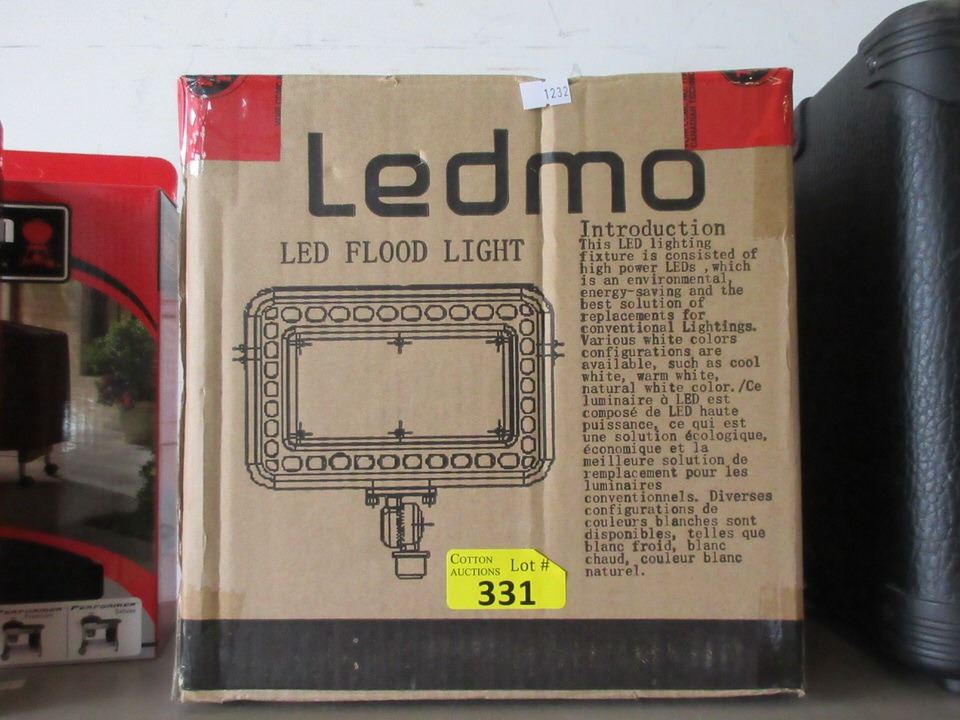 1232
Ledmo
LED FLOOD LIGHT
Introduction
This LED lighting
fixture is consisted of
high power LEDs ,which
is an environmental,
energy-saving and the
best solution of
replacements for
conventional Lightings.
Various white colors
configurations are
available, such as cool
white, warm white,
natural white color./Ce
luminaire à LED est
composé de LED haute
puissance, ce qui est
une solution écologique,
économique et la
meilleure solution de
remplacement pour les
luminaires
conventionnels. Diverses
configurations de
couleurs blanches sont
disponibles, telles que
blanc froid, blanc
chaud, couleur blanc
naturel.
COTTON
AUCTIONS Lot #
331
PERFORMER
Premium
PERFORMER
Deluxe